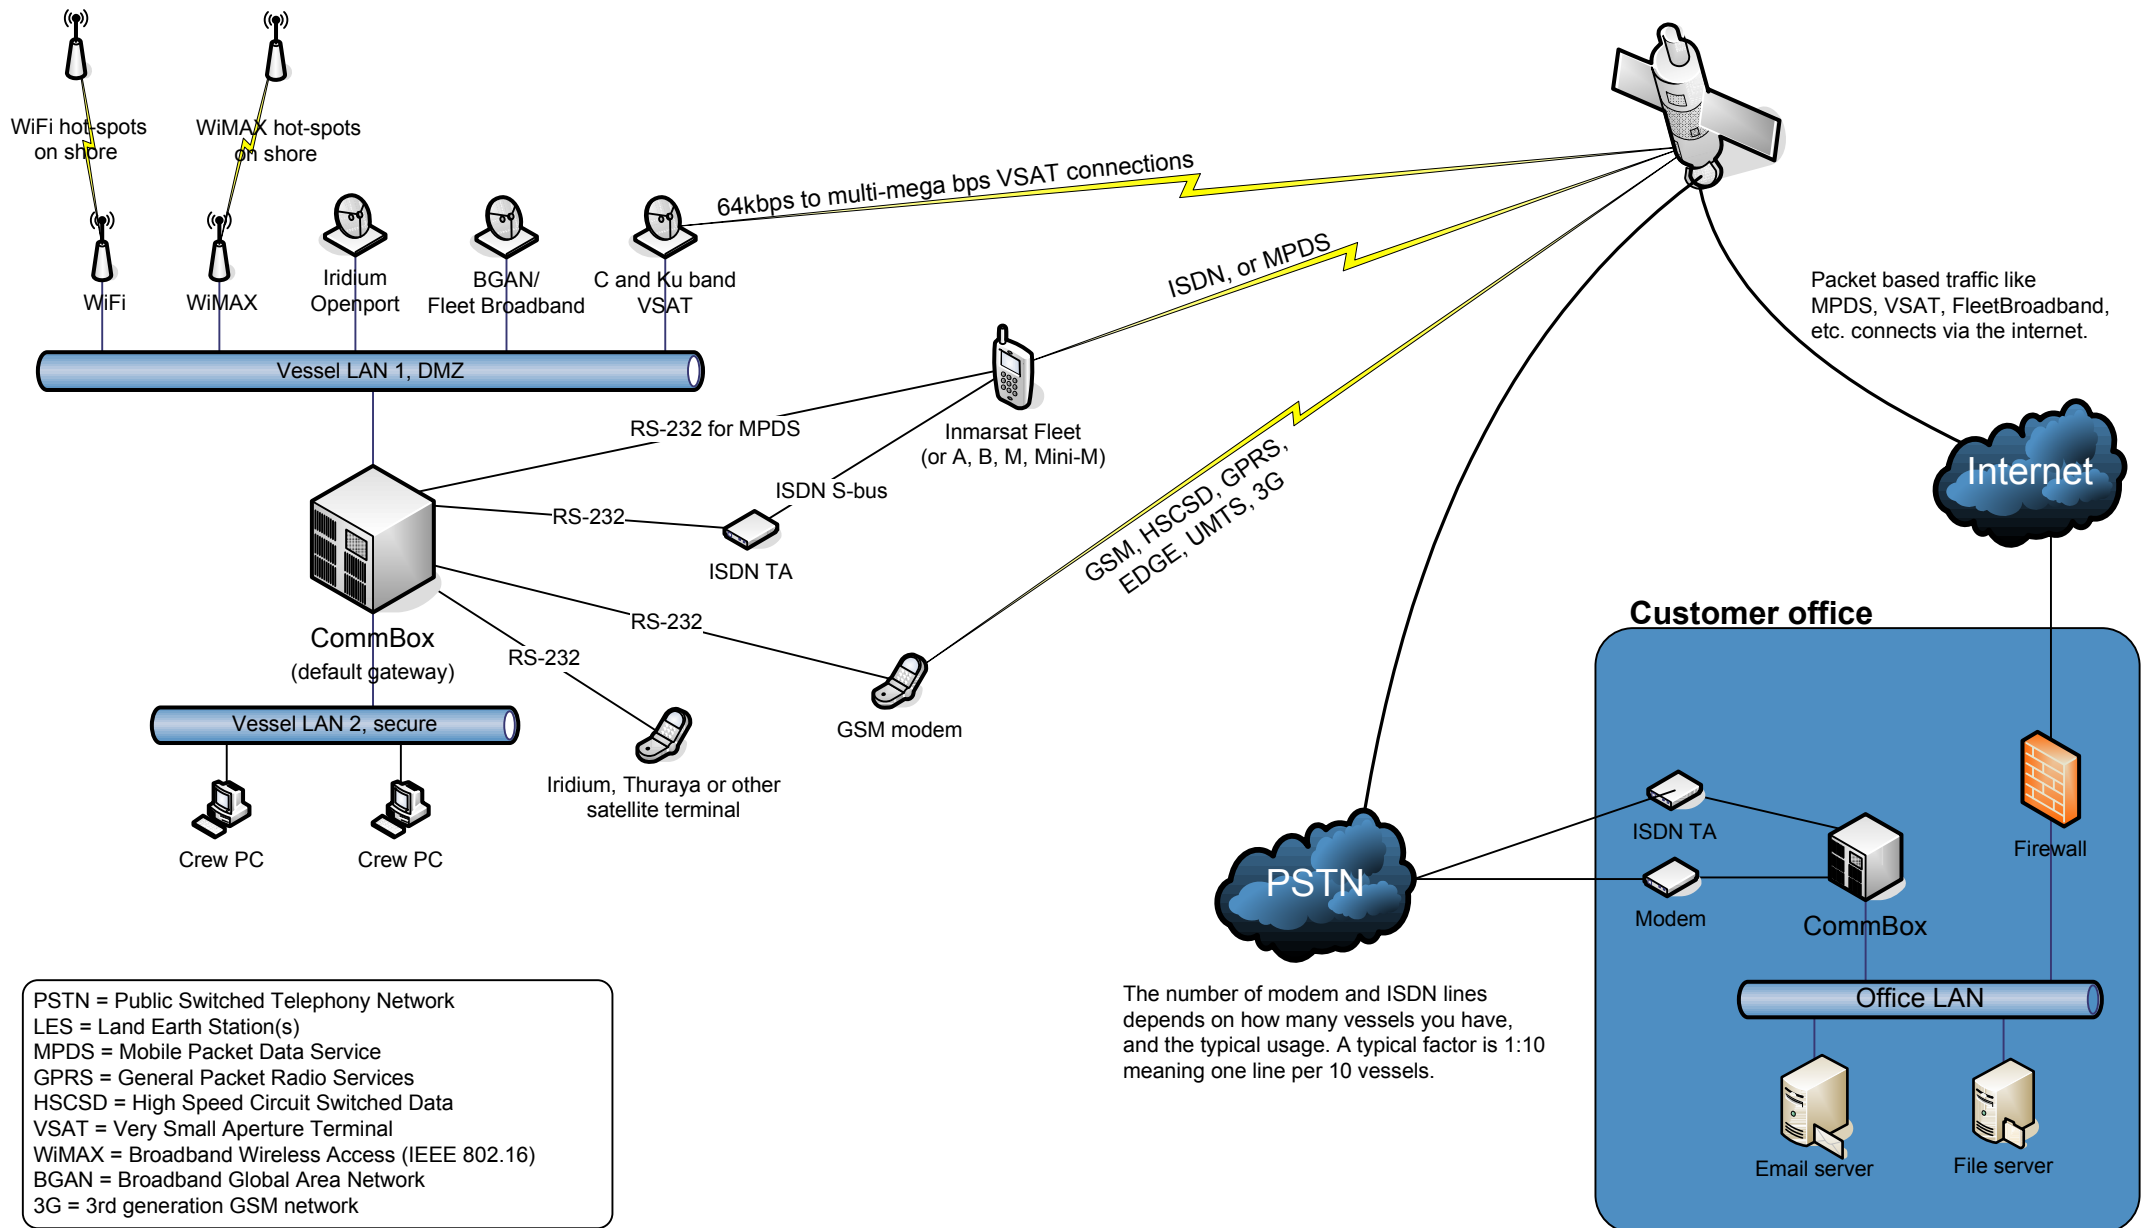 WiFi hot-spots
on shore
WiMAX hot-spots
on shore
WiFi
WiMAX
Iridium
Openport
BGAN/
Fleet Broadband
C and Ku band
VSAT
64kbps to multi-mega bps VSAT connections
ISDN, or MPDS
Packet based traffic like
MPDS, VSAT, FleetBroadband,
etc. connects via the internet.
Vessel LAN 1, DMZ
RS-232 for MPDS
Inmarsat Fleet
(or A, B, M, Mini-M)
ISDN S-bus
RS-232
ISDN TA
GSM, HSCSD, GPRS,
EDGE, UMTS, 3G
Internet
CommBox
(default gateway)
RS-232
RS-232
GSM modem
Vessel LAN 2, secure
Iridium, Thuraya or other
satellite terminal
Crew PC
Crew PC
Customer office
ISDN TA
Firewall
PSTN
Modem
CommBox
Office LAN
Email server
File server
The number of modem and ISDN lines
depends on how many vessels you have,
and the typical usage. A typical factor is 1:10
meaning one line per 10 vessels.
PSTN = Public Switched Telephony Network
LES = Land Earth Station(s)
MPDS = Mobile Packet Data Service
GPRS = General Packet Radio Services
HSCSD = High Speed Circuit Switched Data
VSAT = Very Small Aperture Terminal
WiMAX = Broadband Wireless Access (IEEE 802.16)
BGAN = Broadband Global Area Network
3G = 3rd generation GSM network